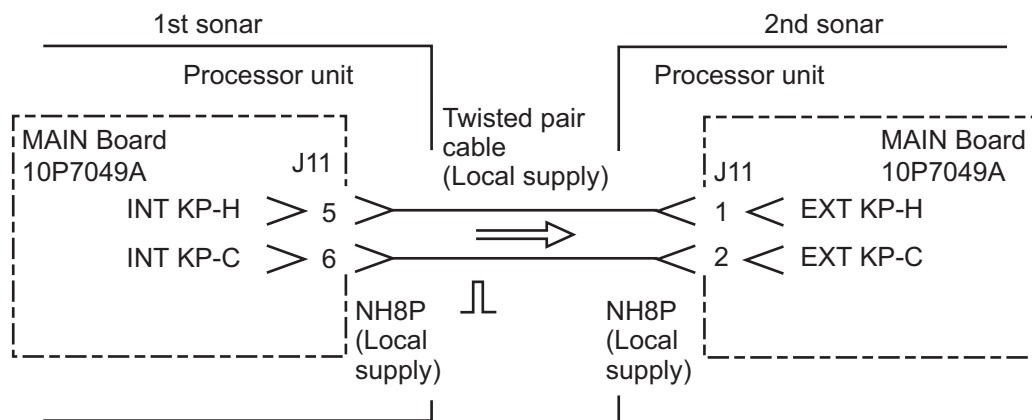 1st sonar
2nd sonar
Processor unit
Processor unit
Twisted pair
cable
(Local supply)
MAIN Board
10P7049A
J11
INT KP-H
5
INT KP-C
6
J11
MAIN Board
10P7049A
1
EXT KP-H
2
EXT KP-C
NH8P
(Local
supply)
NH8P
(Local
supply)